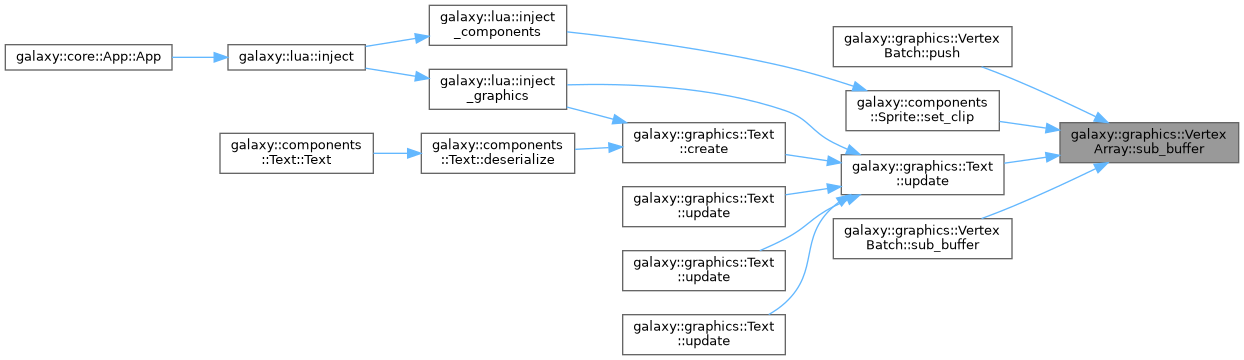 galaxy::core::App::App
galaxy::lua::inject
galaxy::lua::inject
_components
galaxy::lua::inject
_graphics
galaxy::components
::Text::Text
galaxy::components
::Text::deserialize
galaxy::graphics::Text
::create
galaxy::graphics::Text
::update
galaxy::graphics::Text
::update
galaxy::graphics::Text
::update
galaxy::graphics::Vertex
Batch::push
galaxy::components
::Sprite::set_clip
galaxy::graphics::Text
::update
galaxy::graphics::Vertex
Batch::sub_buffer
galaxy::graphics::Vertex
Array::sub_buffer